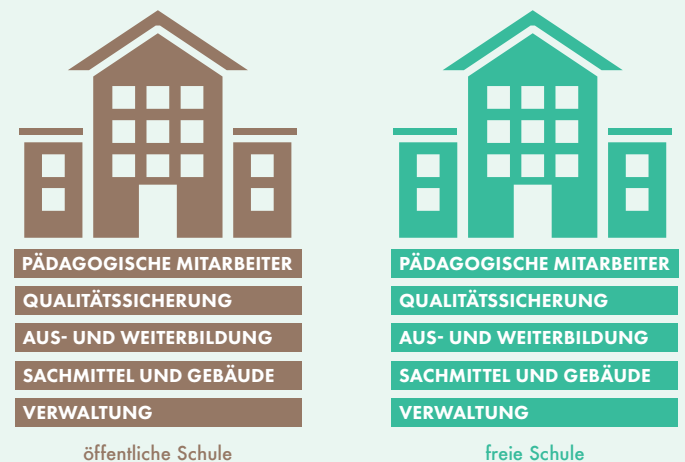 PÄDAGOGISCHE MITARBEITER
QUALITÄTSSICHERUNG
AUS- UND WEITERBILDUNG
SACHMITTEL UND GEBÄUDE
VERWALTUNG
öffentliche Schule
PÄDAGOGISCHE MITARBEITER
QUALITÄTSSICHERUNG
AUS- UND WEITERBILDUNG
SACHMITTEL UND GEBÄUDE
VERWALTUNG
freie Schule